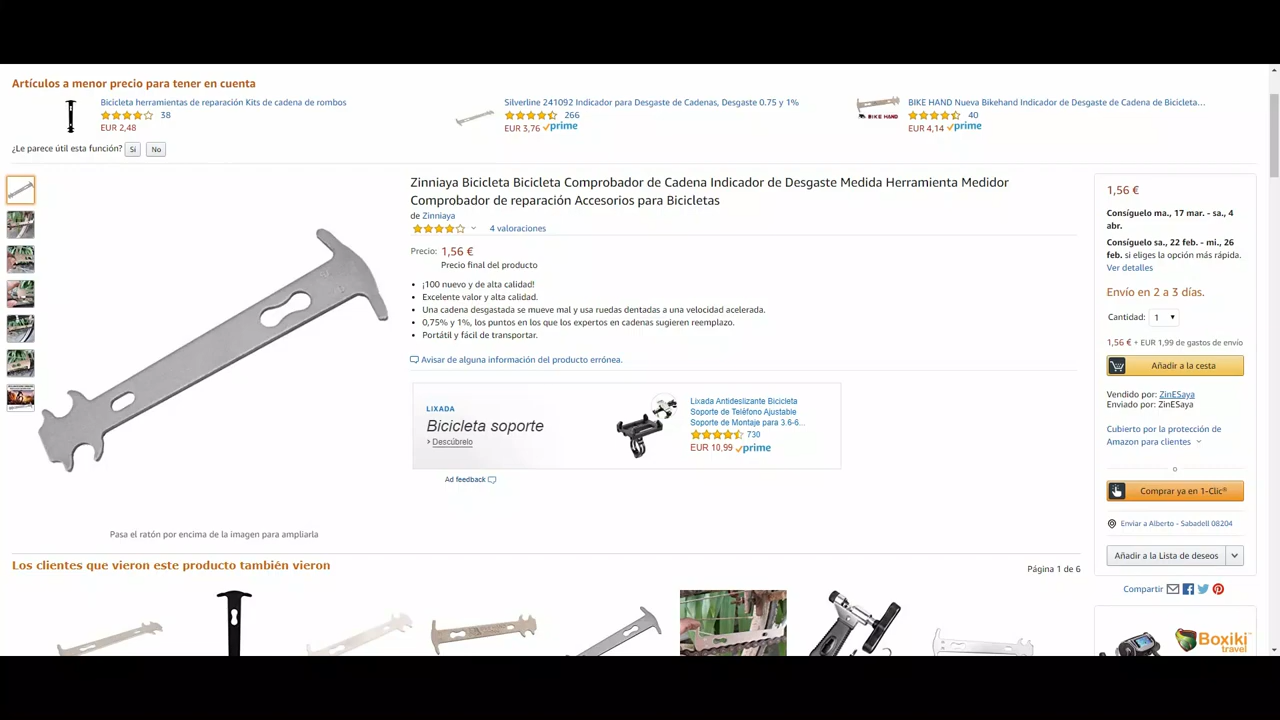 Artículos a menor precio para tener en cuenta
Bicicleta herramientas de reparación Kits de cadena de rombos
38
EUR 2,48
Silverline 241092 Indicador para Desgaste de Cadenas, Desgaste 0.75 y 1%
266
EUR 3,76 prime
BIKE HAND
BIKE HAND Nueva Bikehand Indicador de Desgaste de Cadena de Bicicleta...
40
EUR 4,14 prime
¿Le parece útil esta función? Sí No
Zinniaya Bicicleta Bicicleta Comprobador de Cadena Indicador de Desgaste Medida Herramienta Medidor
Comprobador de reparación Accesorios para Bicicletas
de Zinniaya
4 valoraciones
Precio: 1,56 €
Precio final del producto
• ¡100 nuevo y de alta calidad!
• Excelente valor y alta calidad.
• Una cadena desgastada se mueve mal y usa ruedas dentadas a una velocidad acelerada.
• 0,75% y 1%, los puntos en los que los expertos en cadenas sugieren reemplazo.
• Portátil y fácil de transportar.
Avisar de alguna información del producto errónea.
LIXADA
Bicicleta soporte
› Descúbrelo
Lixada Antideslizante Bicicleta
Soporte de Teléfono Ajustable
Soporte de Montaje para 3.6-6...
730
EUR 10,99 prime
Ad feedback
Pasa el ratón por encima de la imagen para ampliarla
1,56 €
Consíguelo ma., 17 mar. - sa., 4
abr.
Consíguelo sa., 22 feb. - mi., 26
feb. si eliges la opción más rápida.
Ver detalles
Envío en 2 a 3 días.
Cantidad: 1
1,56 € + EUR 1,99 de gastos de envío
Añadir a la cesta
Vendido por: ZinESaya
Enviado por: ZinESaya
Cubierto por la protección de
Amazon para clientes
o
Comprar ya en 1-Clic®
Enviar a Alberto - Sabadell 08204
Añadir a la Lista de deseos
Compartir
Los clientes que vieron este producto también vieron
Página 1 de 6
Boxiki
travel